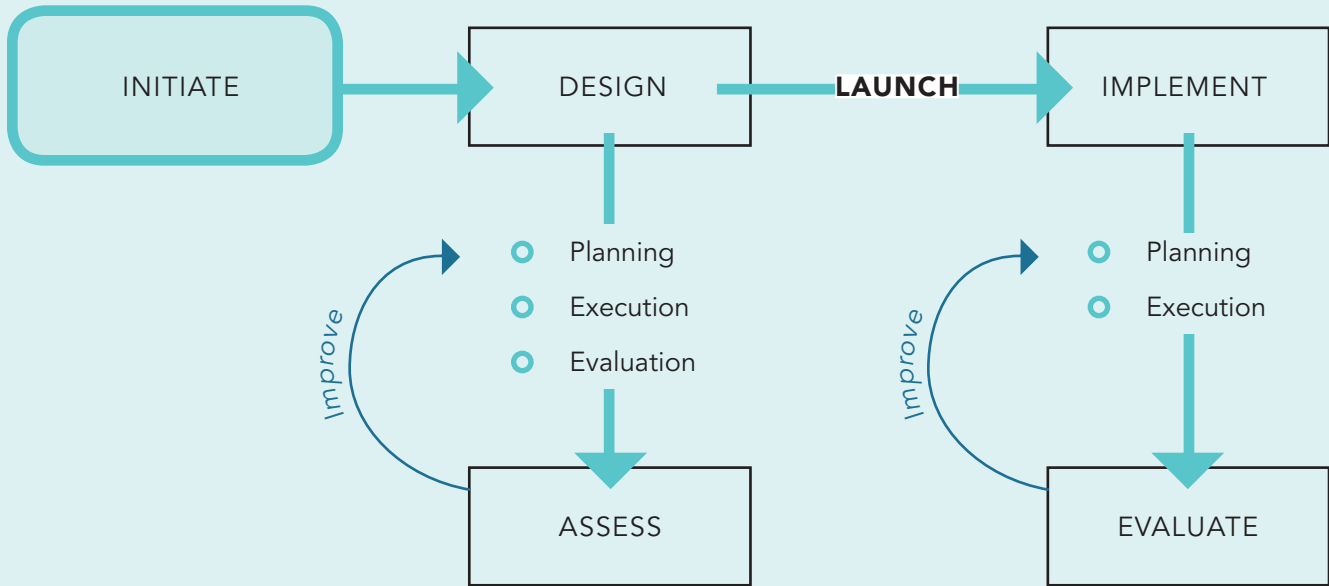 INITIATE
DESIGN
LAUNCH
IMPLEMENT
Improve
Planning
Execution
Evaluation
Improve
Planning
Execution
ASSESS
EVALUATE